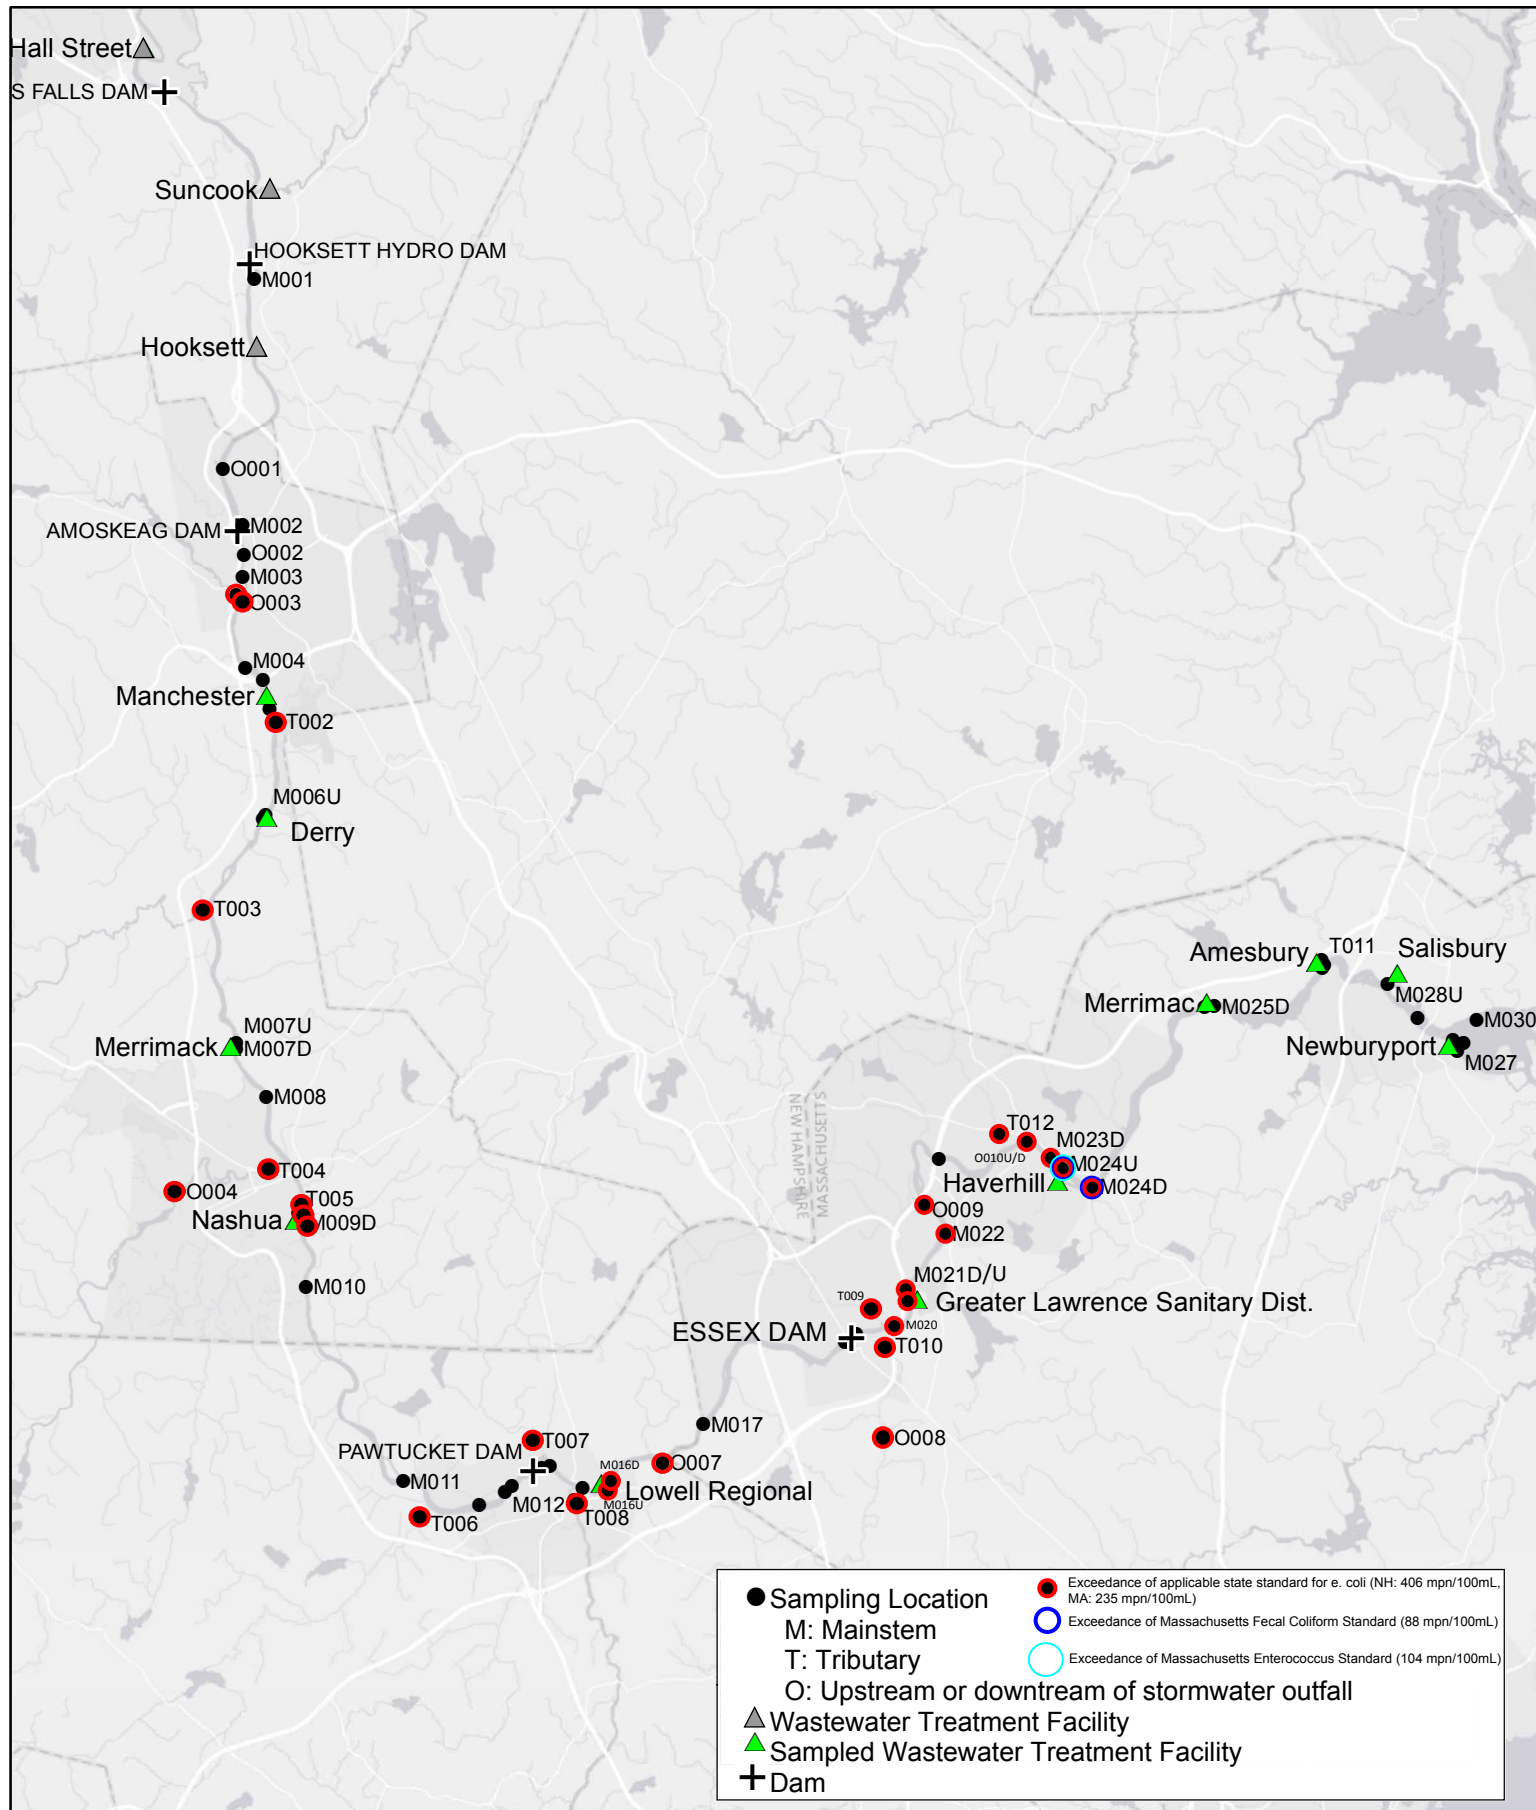 Hall Street
S FALLS DAM
Suncook
HOOKSETT HYDRO DAM
M001
Hooksett
O001
AMOSKEAG DAM
M002
O002
M003
O003
M004
Manchester
T002
M006U
Derry
T003
Amesbury
T011
Salisbury
M028U
Merrimac
M025D
M030
Newburyport
M027
M007U
Merrimack
M007D
M008
NEW HAMPSHIRE
MASSACHUSETTS
T012
O010U/D
M023D
M024U
Haverhill
M024D
T004
O004
T005
Nashua
M009D
O009
M022
M010
M021D/U
T009
Greater Lawrence Sanitary Dist.
M020
ESSEX DAM
T010
M017
O008
T007
PAWTUCKET DAM
M016D
O007
M011
Lowell Regional
M012
M016U
T006
T008
Sampling Location
M: Mainstem
T: Tributary
O: Upstream or downtream of stormwater outfall
Wastewater Treatment Facility
Sampled Wastewater Treatment Facility
Dam
Exceedance of applicable state standard for e. coli (NH: 406 mpn/100mL,
MA: 235 mpn/100mL)
Exceedance of Massachusetts Fecal Coliform Standard (88 mpn/100mL)
Exceedance of Massachusetts Enterococcus Standard (104 mpn/100mL)